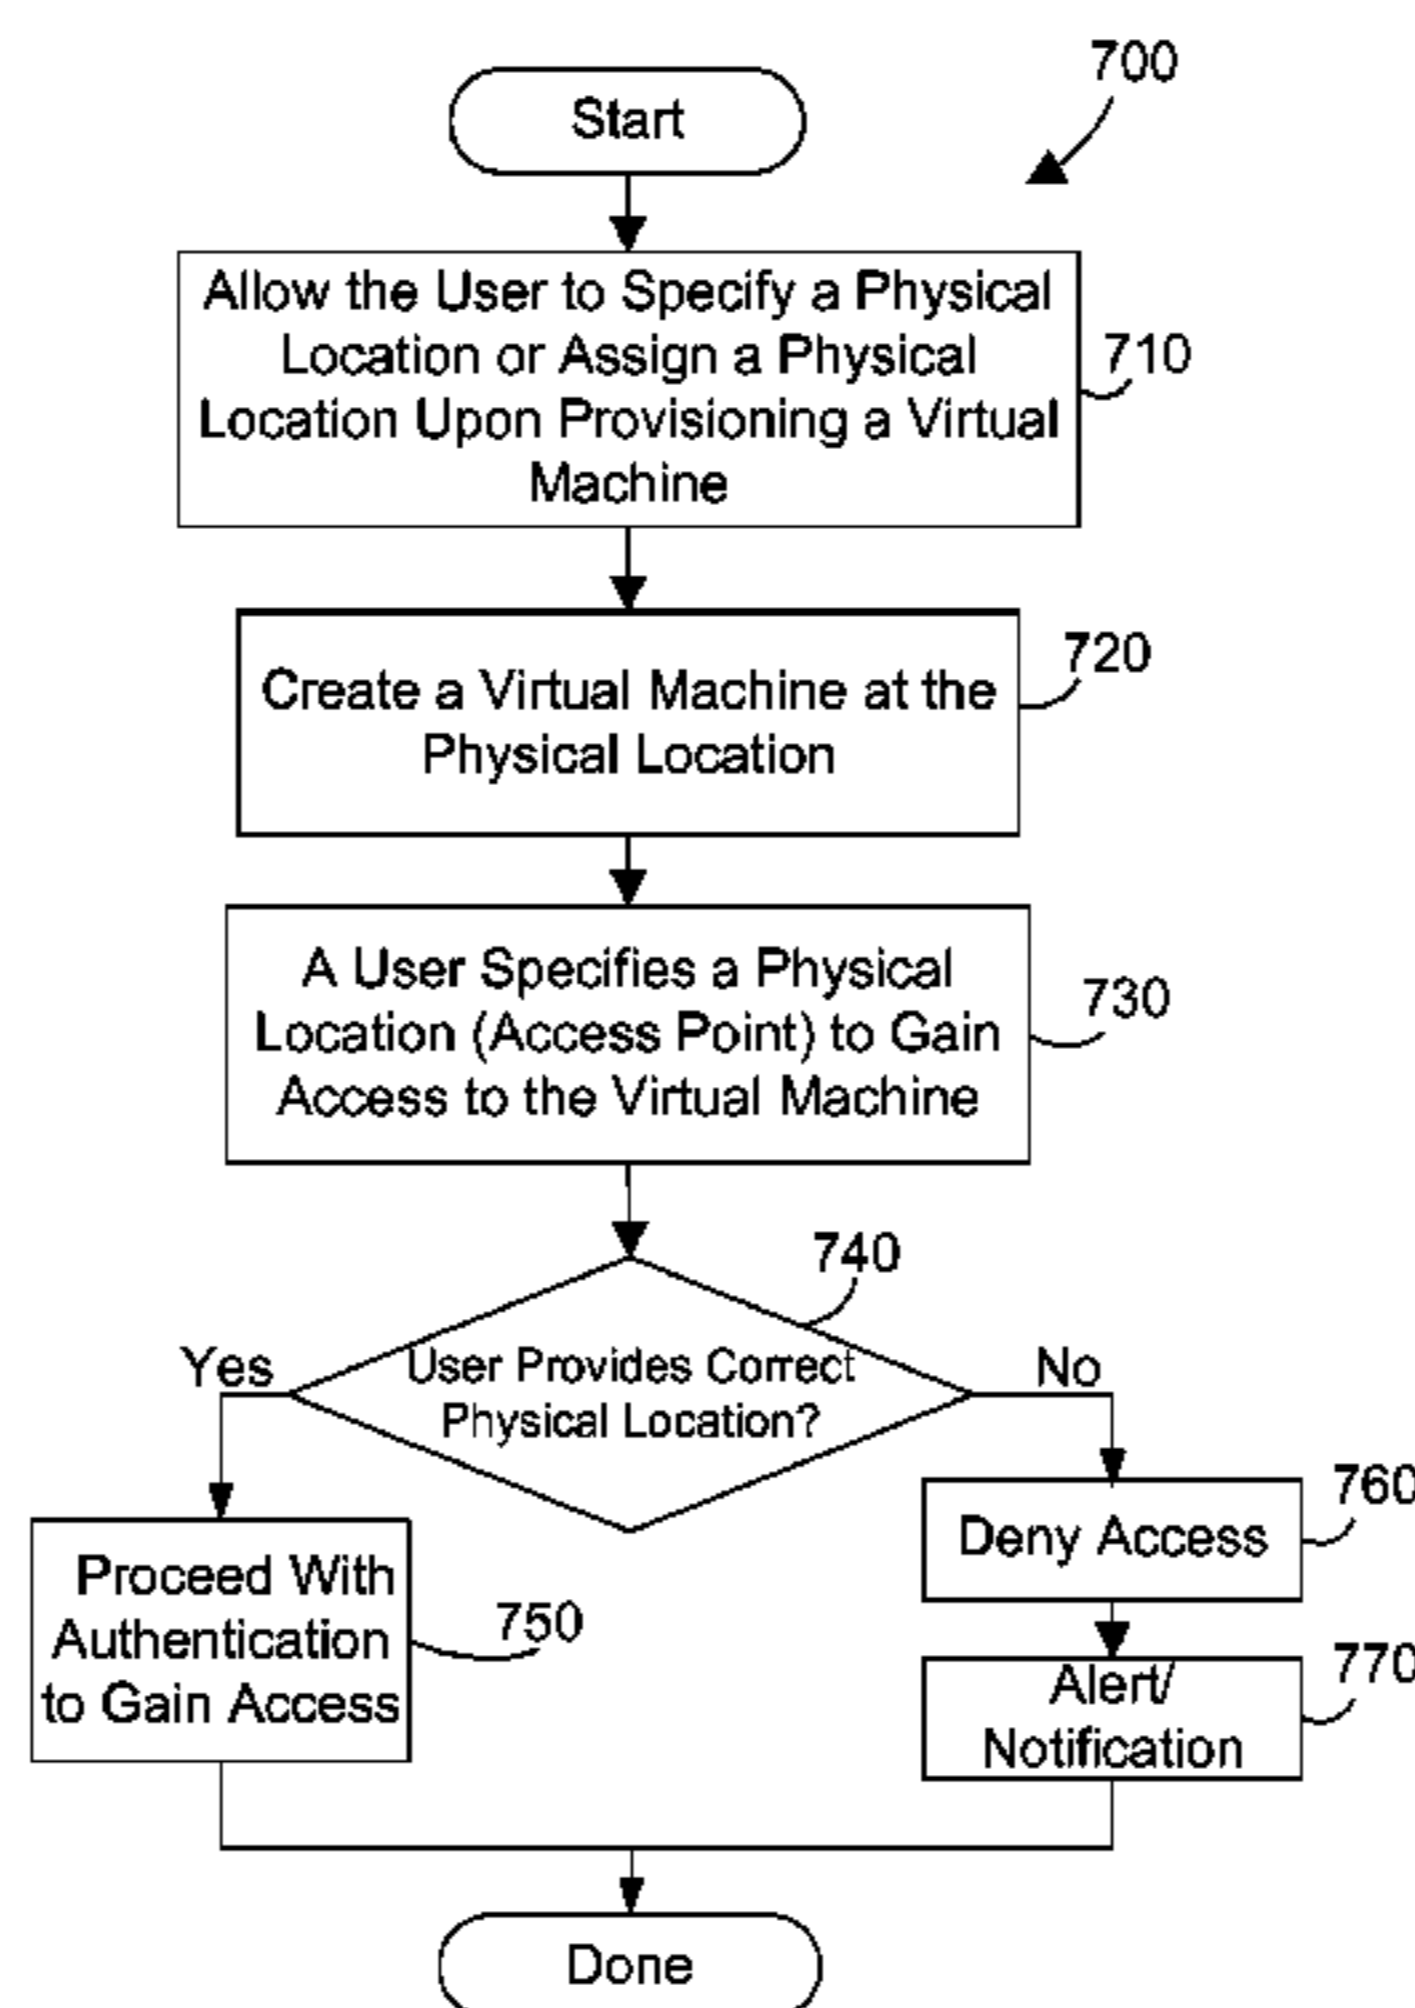 700
Start
Allow the User to Specify a Physical
Location or Assign a Physical
Location Upon Provisioning a Virtual
Machine
710
Create a Virtual Machine at the
Physical Location
720
A User Specifies a Physical
Location (Access Point) to Gain
Access to the Virtual Machine
730
740
User Provides Correct
Physical Location?
Yes
No
Proceed With
Authentication
to Gain Access
750
Deny Access
760
Alert/
Notification
770
Done